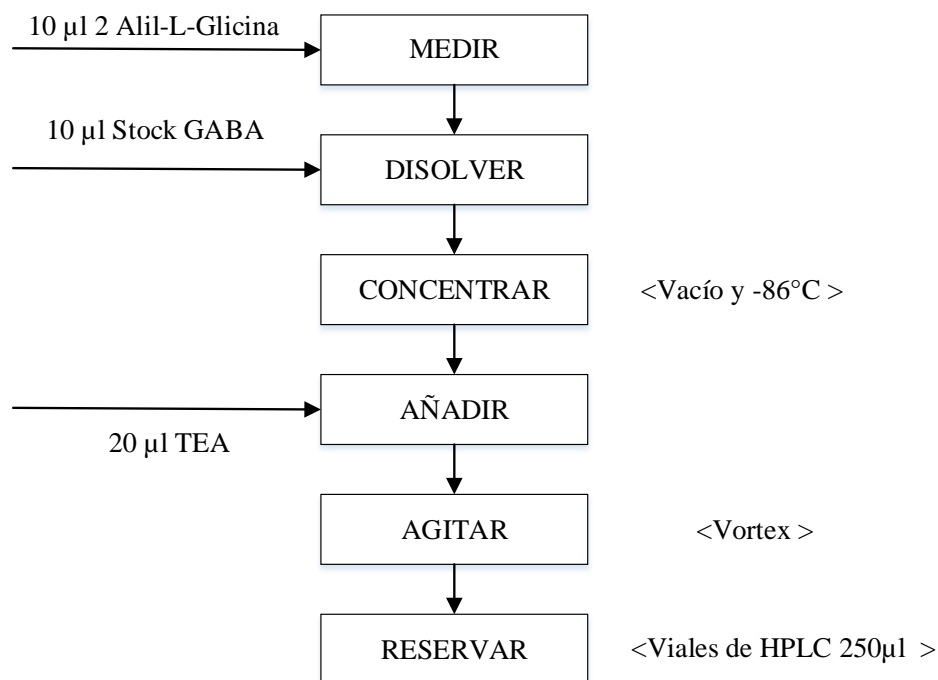 10 µl 2 Alil-L-Glicina
MEDIR
10 µl Stock GABA
DISOLVER
CONCENTRAR
<Vacío y -86°C >
AÑADIR
20 µl TEA
AGITAR
<Vortex >
RESERVAR
<Viales de HPLC 250µl >